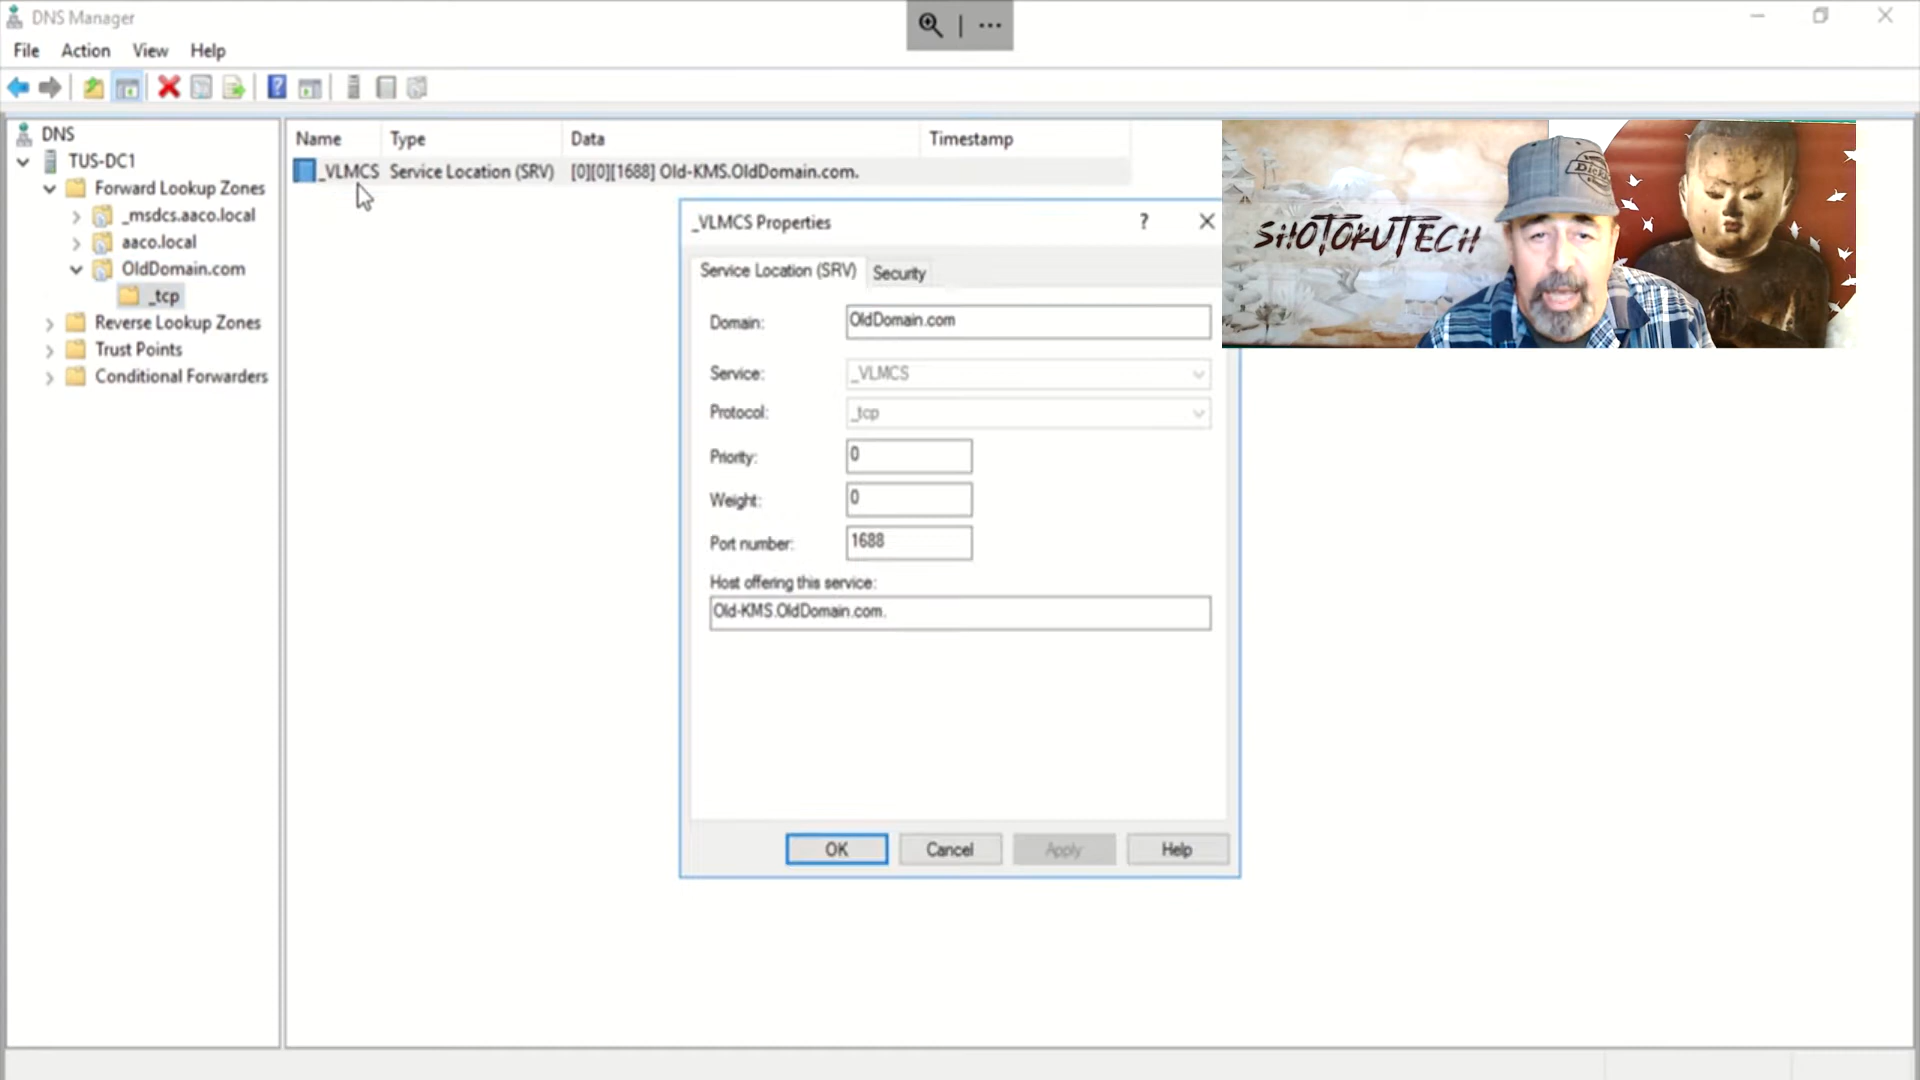 DNS Manager
File Action View Help
DNS
TUS-DC1
Forward Lookup Zones
_msdcs.aaco.local
aaco.local
OldDomain.com
_tcp
Reverse Lookup Zones
Trust Points
Conditional Forwarders
Name Type Data Timestamp
_VLMCS Service Location (SRV) [0][0][1688] Old-KMS.OldDomain.com.
_VLMCS Properties
Service Location (SRV) Security
Domain: OldDomain.com
Service: _VLMCS
Protocol: _tcp
Priority: 0
Weight: 0
Port number: 1688
Host offering this service:
Old-KMS.OldDomain.com.
OK Cancel Apply Help
SHOTOKUTECH
Dickies